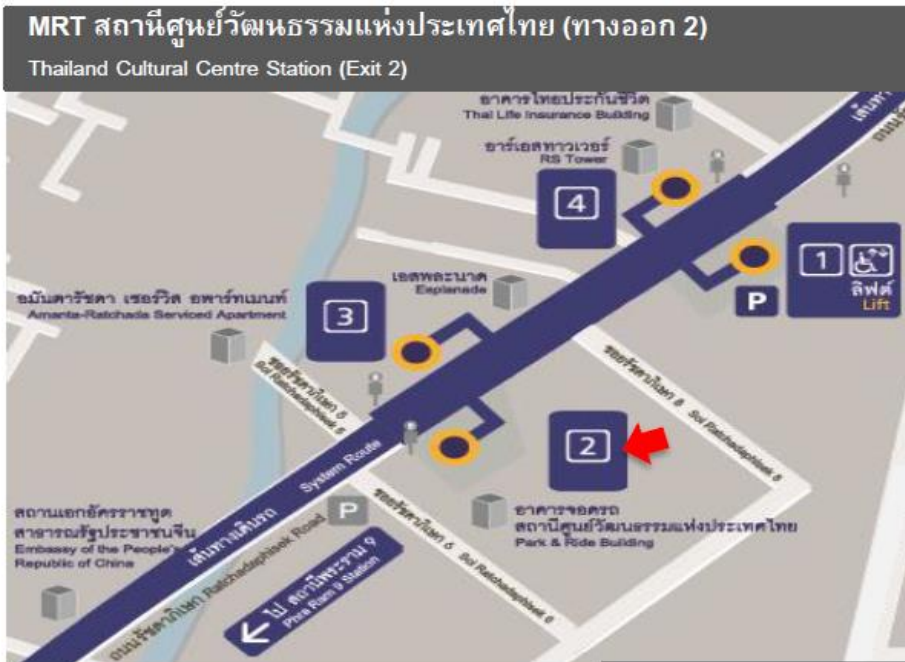 MRT สถานีศูนย์วัฒนธรรมแห่งประเทศไทย (ทางออก 2)
Thailand Cultural Centre Station (Exit 2)
อาคารไทยประกันชีวิต
Thai Life Insurance Building
อาร์เอสทาวเวอร์
RS Tower
4
1
ลิฟต์
Lift
P
เอสพละนาด
Esplanade
อมันตารัชดา เซอร์วิส อพาร์ทเมนท์
Amanta-Ratchada Serviced Apartment
3
ซอยรัชดาภิเษก 8
Soi Ratchadaphisek 8
ซอยรัชดาภิเษก
Soi Ratchadaphisek
2
อาคารจอดรถ
สถานีศูนย์วัฒนธรรมแห่งประเทศไทย
Park & Ride Building
เส้นทางเดินรถ
System Route
P
ซอยรัชดาภิเษก 6
Soi Ratchadaphisek 6
สถานเอกอัครราชทูต
สาธารณรัฐประชาชนจีน
Embassy of the People's
Republic of China
ถนนรัชดาภิเษก Ratchadaphisek Road
ไป สถานีพระราม 9
Phra Ram 9 Station